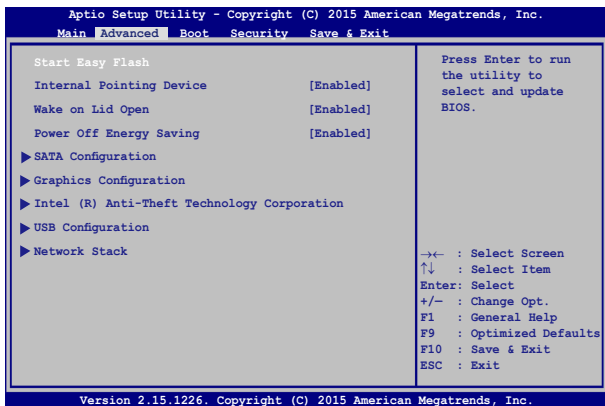 Aptio Setup Utility - Copyright (C) 2015 American Megatrends, Inc.
Main Advanced Boot Security Save & Exit
Start Easy Flash
Internal Pointing Device [Enabled]
Wake on Lid Open [Enabled]
Power Off Energy Saving [Enabled]
SATA Configuration
Graphics Configuration
Intel (R) Anti-Theft Technology Corporation
USB Configuration
Network Stack
Press Enter to run
the utility to
select and update
BIOS.
→← : Select Screen
↑↓ : Select Item
Enter: Select
+/— : Change Opt.
F1 : General Help
F9 : Optimized Defaults
F10 : Save & Exit
ESC : Exit
Version 2.15.1226. Copyright (C) 2015 American Megatrends, Inc.